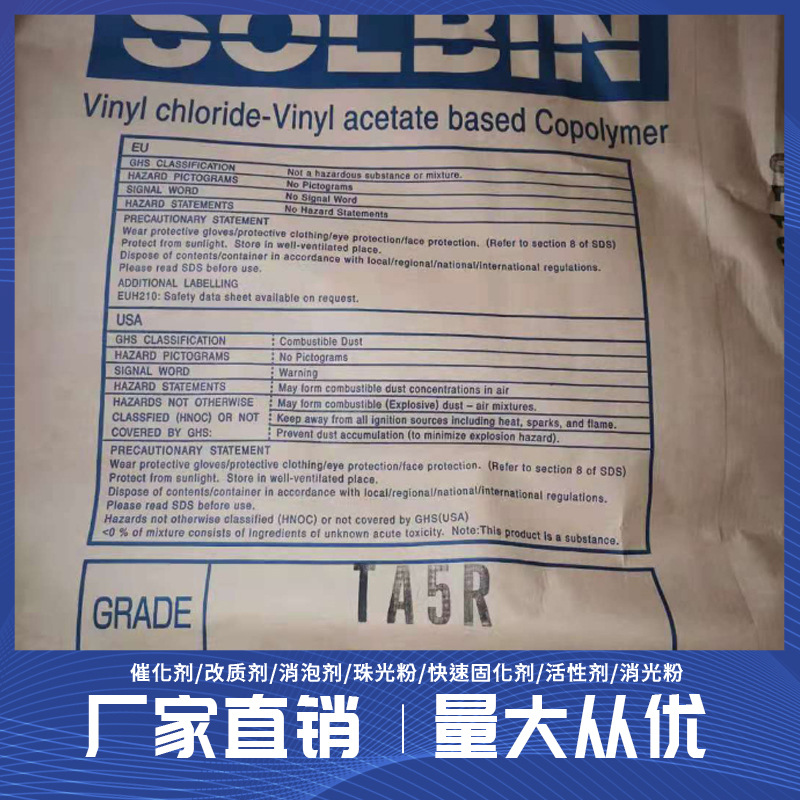 SOLBIN
Vinyl chloride-Vinyl acetate based Copolymer
EU
GHS CLASSIFICATION Not a hazardous substance or mixture.
HAZARD PICTOGRAMS No Pictograms
SIGNAL WORD No Signal Word
HAZARD STATEMENTS No Hazard Statements
PRECAUTIONARY STATEMENT
Wear protective gloves/protective clothing/eye protection/face protection. (Refer to section 8 of SDS)
Protect from sunlight. Store in well-ventilated place.
Dispose of contents/container in accordance with local/regional/national/international regulations.
Please read SDS before use.
ADDITIONAL LABELLING
EUH210: Safety data sheet available on request.
USA
GHS CLASSIFICATION : Combustible Dust
HAZARD PICTOGRAMS : No Pictograms
SIGNAL WORD : Warning
HAZARD STATEMENTS : May form combustible dust concentrations in air
HAZARDS NOT OTHERWISE : May form combustible (Explosive) dust – air mixtures.
CLASSFIED (HNOC) OR NOT : Keep away from all ignition sources including heat, sparks, and flame.
COVERED BY GHS: : Prevent dust accumulation (to minimize explosion hazard).
PRECAUTIONARY STATEMENT
Wear protective gloves/protective clothing/eye protection/face protection. (Refer to section 8 of SDS)
Protect from sunlight. Store in well-ventilated place.
Dispose of contents/container in accordance with local/regional/national/international regulations.
Please read SDS before use.
Hazards not otherwise classified (HNOC) or not covered by GHS(USA)
<0 % of mixture consists of ingredients of unknown acute toxicity. Note:This product is a substance.
GRADE TA5R
催化剂/改质剂/消泡剂/珠光粉/快速固化剂/活性剂/消光粉
厂家直销 | 量大从优